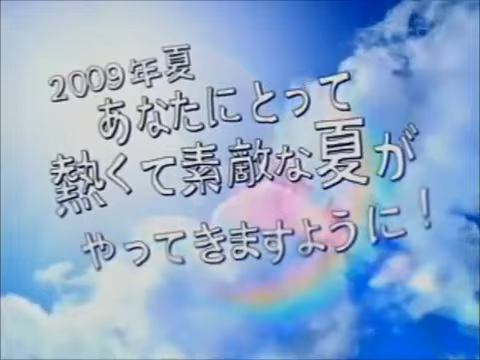 2009年夏
あなたにとって
熱くて素敵な夏が
やってきますように！